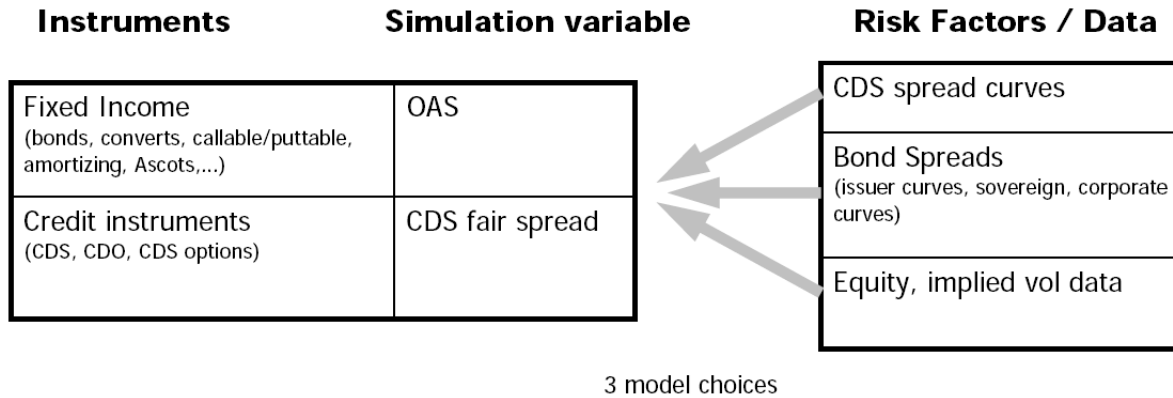 Instruments
Simulation variable
Risk Factors / Data
Fixed Income
(bonds, converts, callable/puttable,
amortizing, Ascots,...)
OAS
Credit instruments
(CDS, CDO, CDS options)
CDS fair spread
CDS spread curves
Bond Spreads
(issuer curves, sovereign, corporate
curves)
Equity, implied vol data
3 model choices